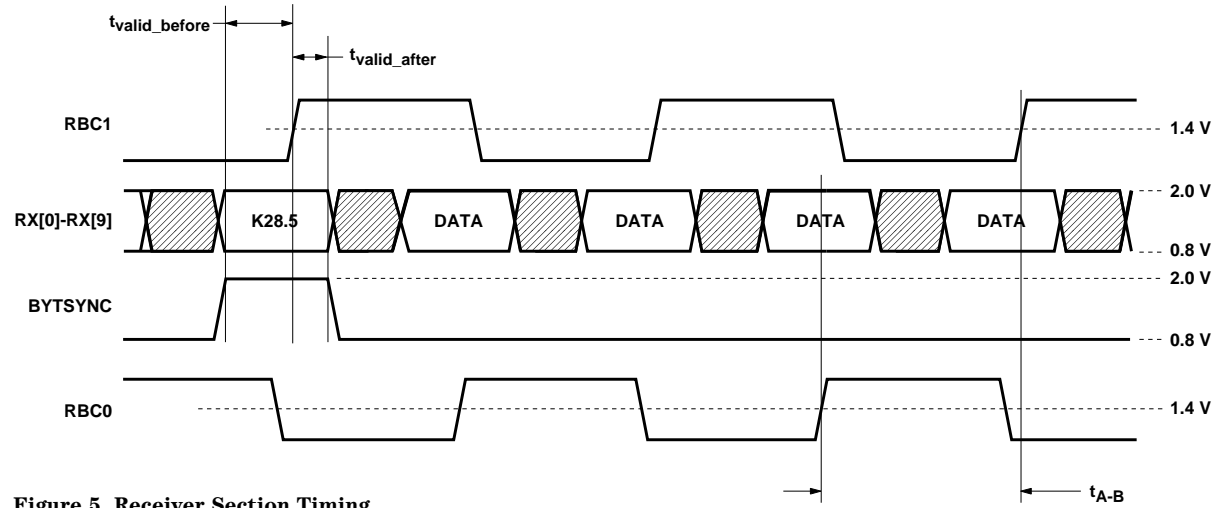 tvalid_before
tvalid_after
RBC1
1.4 V
2.0 V
RX[0]-RX[9]
K28.5 DATA DATA DATA DATA
0.8 V
2.0 V
BYTSYNC
0.8 V
RBC0
1.4 V
tA-B
Figure 5. Receiver Section Timing